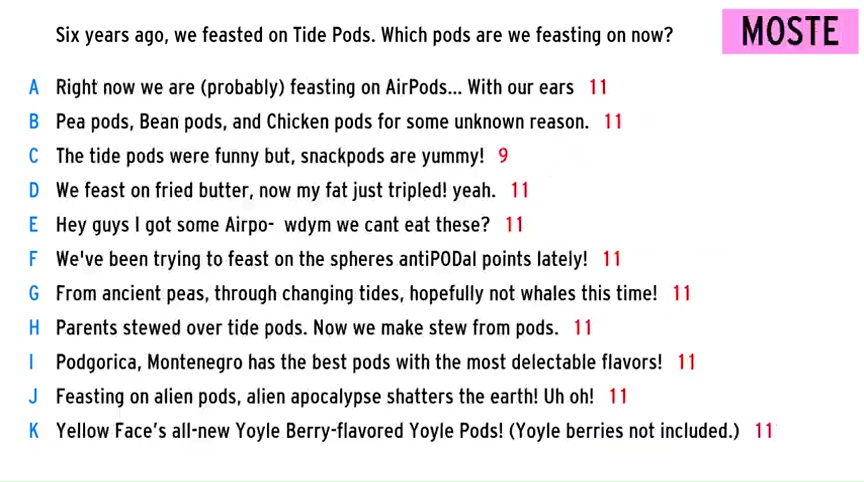 Six years ago, we feasted on Tide Pods. Which pods are we feasting on now?
MOSTE
A Right now we are (probably) feasting on AirPods... With our ears 11
B Pea pods, Bean pods, and Chicken pods for some unknown reason. 11
C The tide pods were funny but, snackpods are yummy! 9
D We feast on fried butter, now my fat just tripled! yeah. 11
E Hey guys I got some Airpo- wdym we cant eat these? 11
F We've been trying to feast on the spheres antiPODal points lately! 11
G From ancient peas, through changing tides, hopefully not whales this time! 11
H Parents stewed over tide pods. Now we make stew from pods. 11
I Podgorica, Montenegro has the best pods with the most delectable flavors! 11
J Feasting on alien pods, alien apocalypse shatters the earth! Uh oh! 11
K Yellow Face's all-new Yoyle Berry-flavored Yoyle Pods! (Yoyle berries not included.) 11